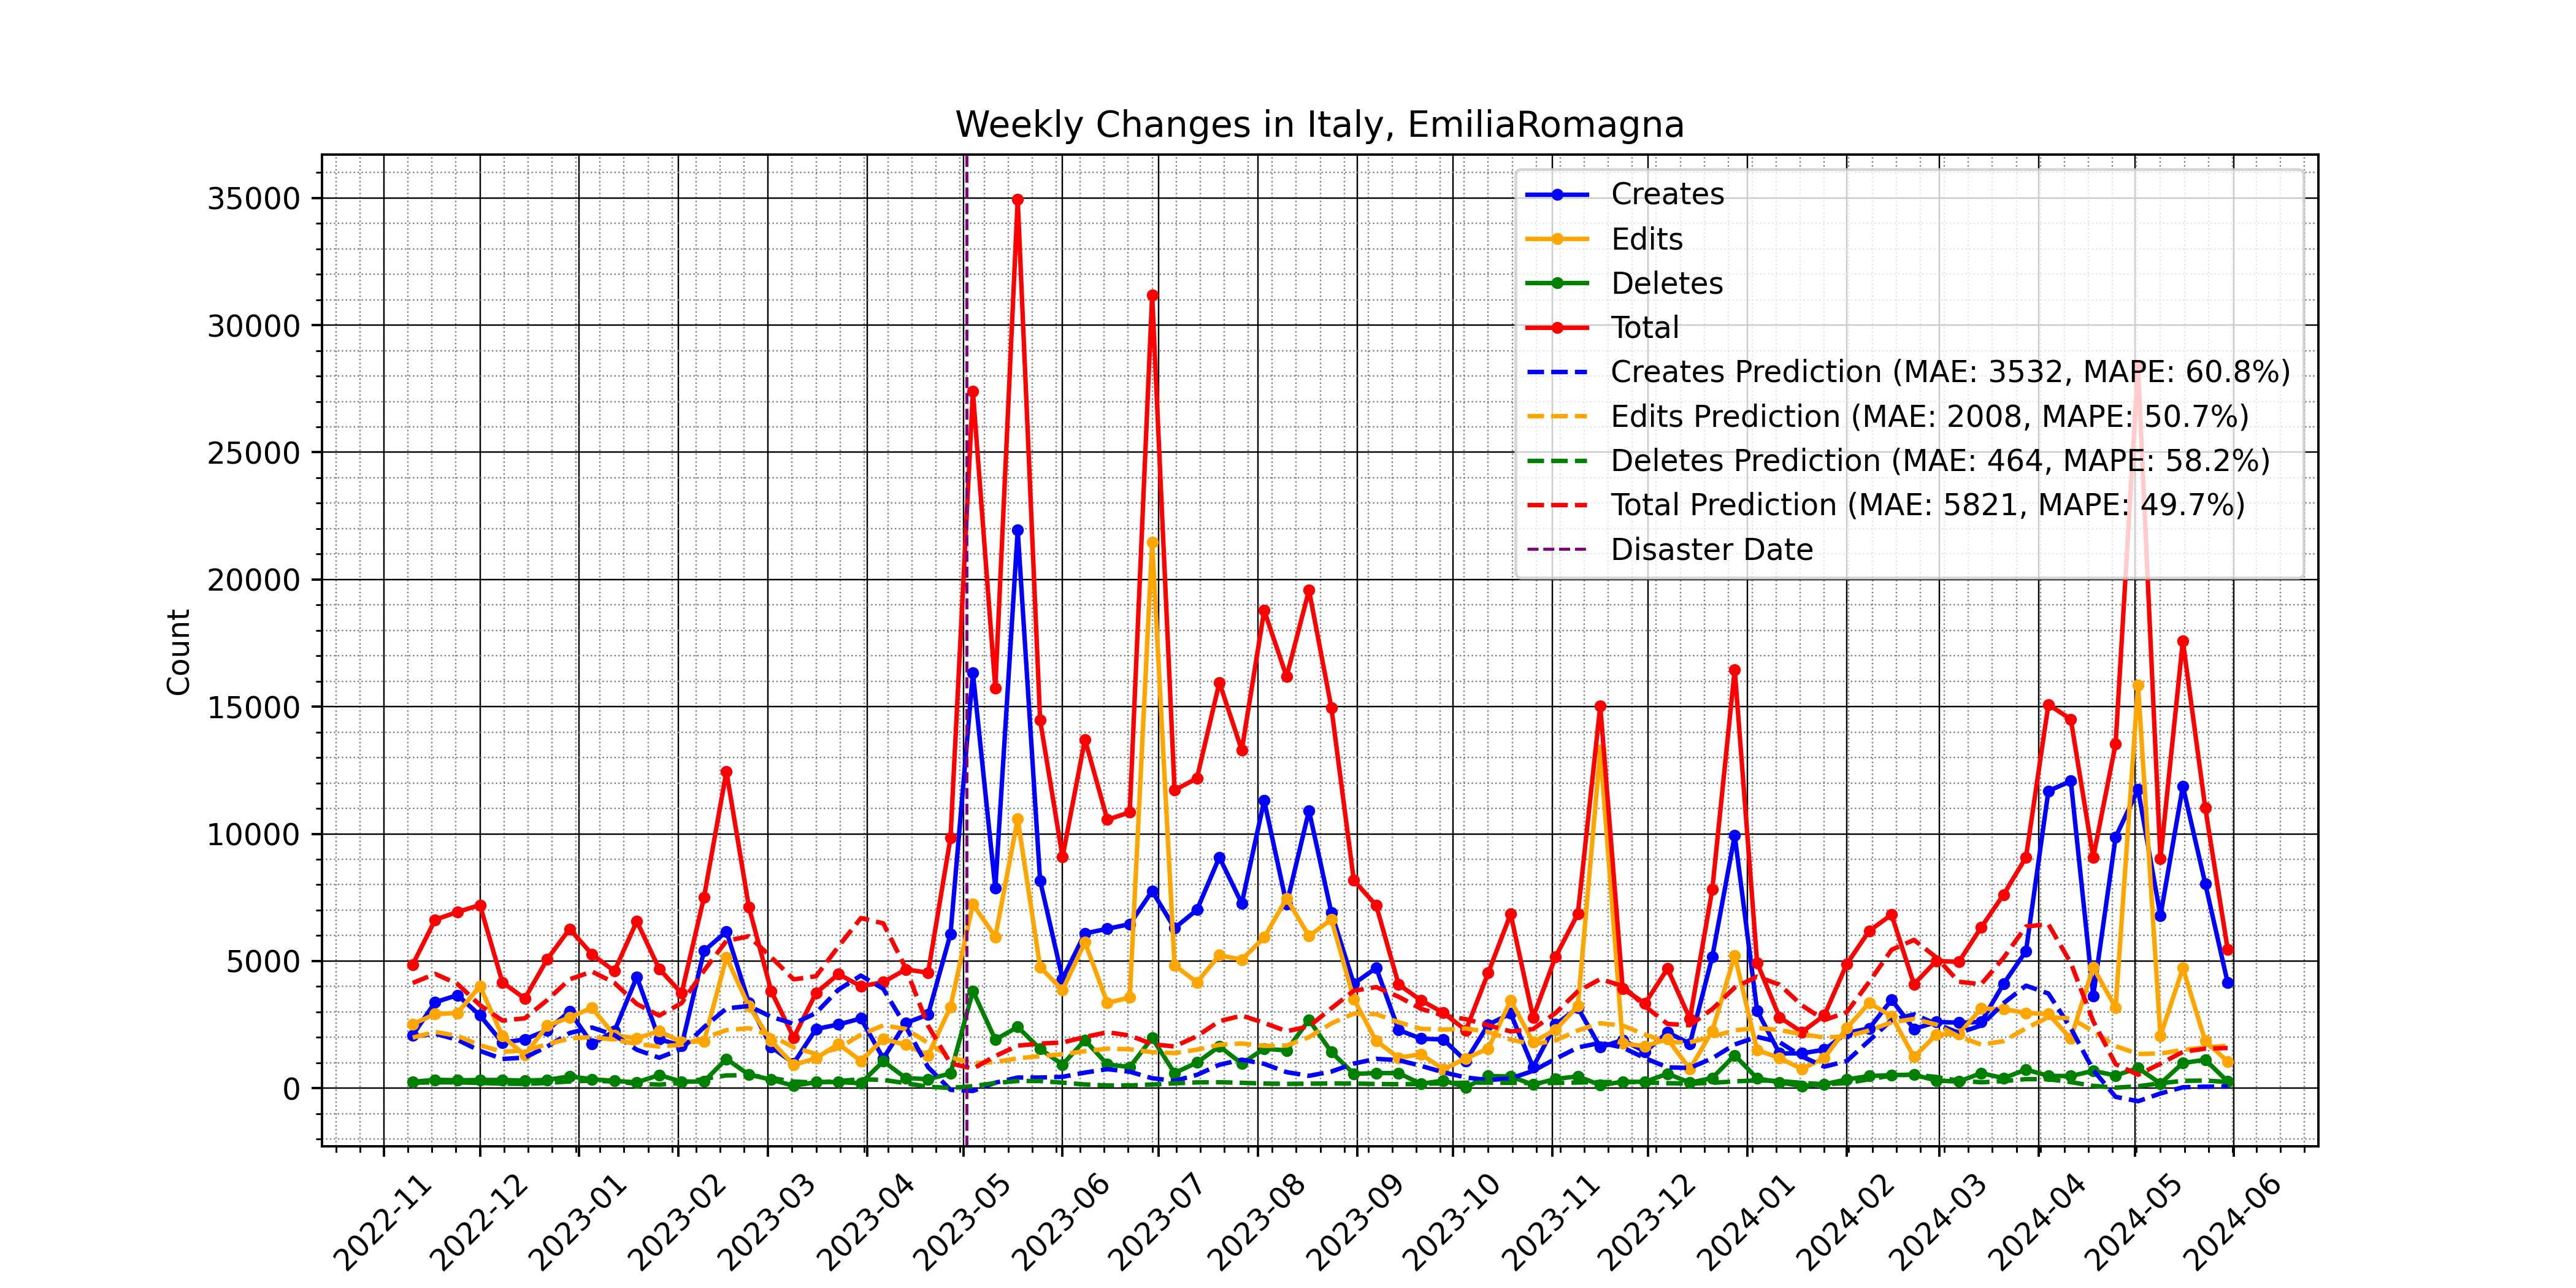 Weekly Changes in Italy, EmiliaRomagna
Count
35000
30000
25000
20000
15000
10000
5000
0
Creates
Edits
Deletes
Total
Creates Prediction (MAE: 3532, MAPE: 60.8%)
Edits Prediction (MAE: 2008, MAPE: 50.7%)
Deletes Prediction (MAE: 464, MAPE: 58.2%)
Total Prediction (MAE: 5821, MAPE: 49.7%)
Disaster Date
2022-11
2022-12
2023-01
2023-02
2023-03
2023-04
2023-05
2023-06
2023-07
2023-08
2023-09
2023-10
2023-11
2023-12
2024-01
2024-02
2024-03
2024-04
2024-05
2024-06